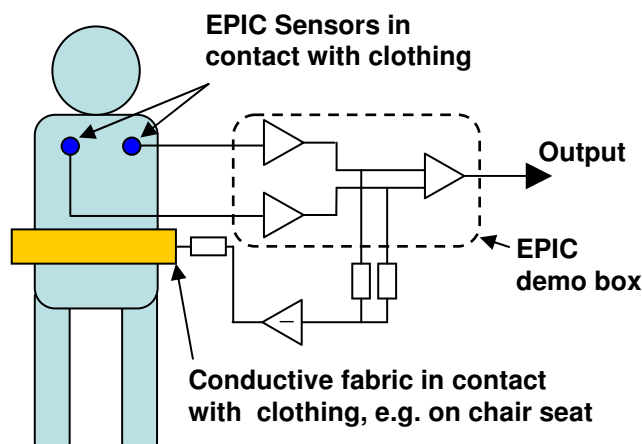 EPIC Sensors in
contact with clothing
Output
EPIC
demo box
–
Conductive fabric in contact
with clothing, e.g. on chair seat